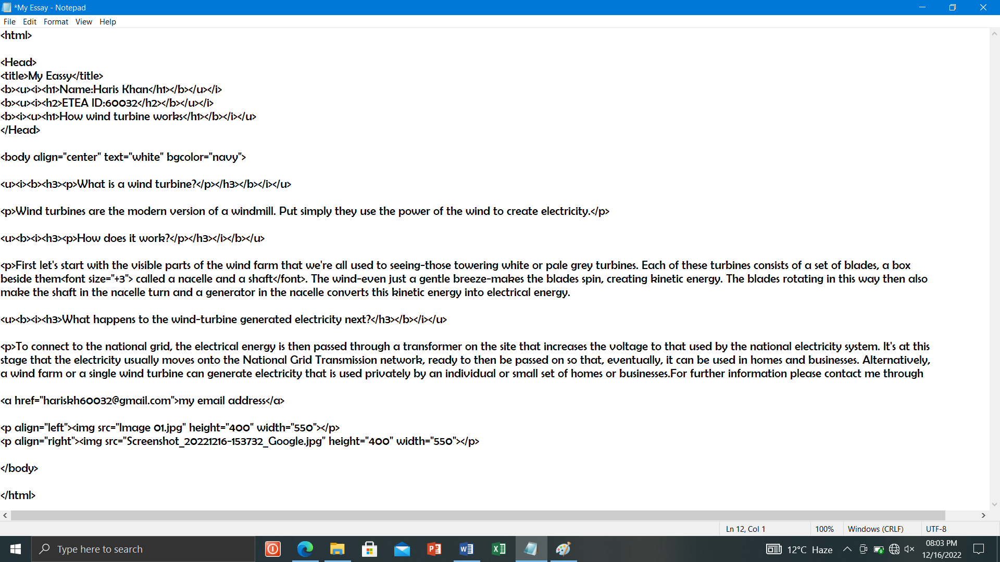 *My Essay - Notepad
File Edit Format View Help
<html>
<Head>
<title>My Eassy</title>
<b><u><i><h1>Name:Haris Khan</h1></b></u></i>
<b><u><i><h2>ETEA ID:60032</h2></b></u></i>
<b><i><u><h1>How wind turbine works</h1></b></i></u>
</Head>
<body align="center" text="white" bgcolor="navy">
<u><i><b><h3><p>What is a wind turbine?</p></h3></b></i></u>
<p>Wind turbines are the modern version of a windmill. Put simply they use the power of the wind to create electricity.</p>
<u><b><i><h3><p>How does it work?</p></h3></i></b></u>
<p>First let's start with the visible parts of the wind farm that we're all used to seeing-those towering white or pale grey turbines. Each of these turbines consists of a set of blades, a box
beside them<font size="+3"> called a nacelle and a shaft</font>. The wind-even just a gentle breeze-makes the blades spin, creating kinetic energy. The blades rotating in this way then also
make the shaft in the nacelle turn and a generator in the nacelle converts this kinetic energy into electrical energy.
<u><b><i><h3>What happens to the wind-turbine generated electricity next?</h3></b></i></u>
<p>To connect to the national grid, the electrical energy is then passed through a transformer on the site that increases the voltage to that used by the national electricity system. It's at this
stage that the electricity usually moves onto the National Grid Transmission network, ready to then be passed on so that, eventually, it can be used in homes and businesses. Alternatively,
a wind farm or a single wind turbine can generate electricity that is used privately by an individual or small set of homes or businesses.For further information please contact me through
<a href="hariskh60032@gmail.com">my email address</a>
<p align="left"><img src="Image 01.jpg" height="400" width="550"></p>
<p align="right"><img src="Screenshot_20221216-153732_Google.jpg" height="400" width="550"></p>
</body>
</html>
Ln 12, Col 1 100% Windows (CRLF) UTF-8
Type here to search
12°C Haze
08:03 PM
12/16/2022